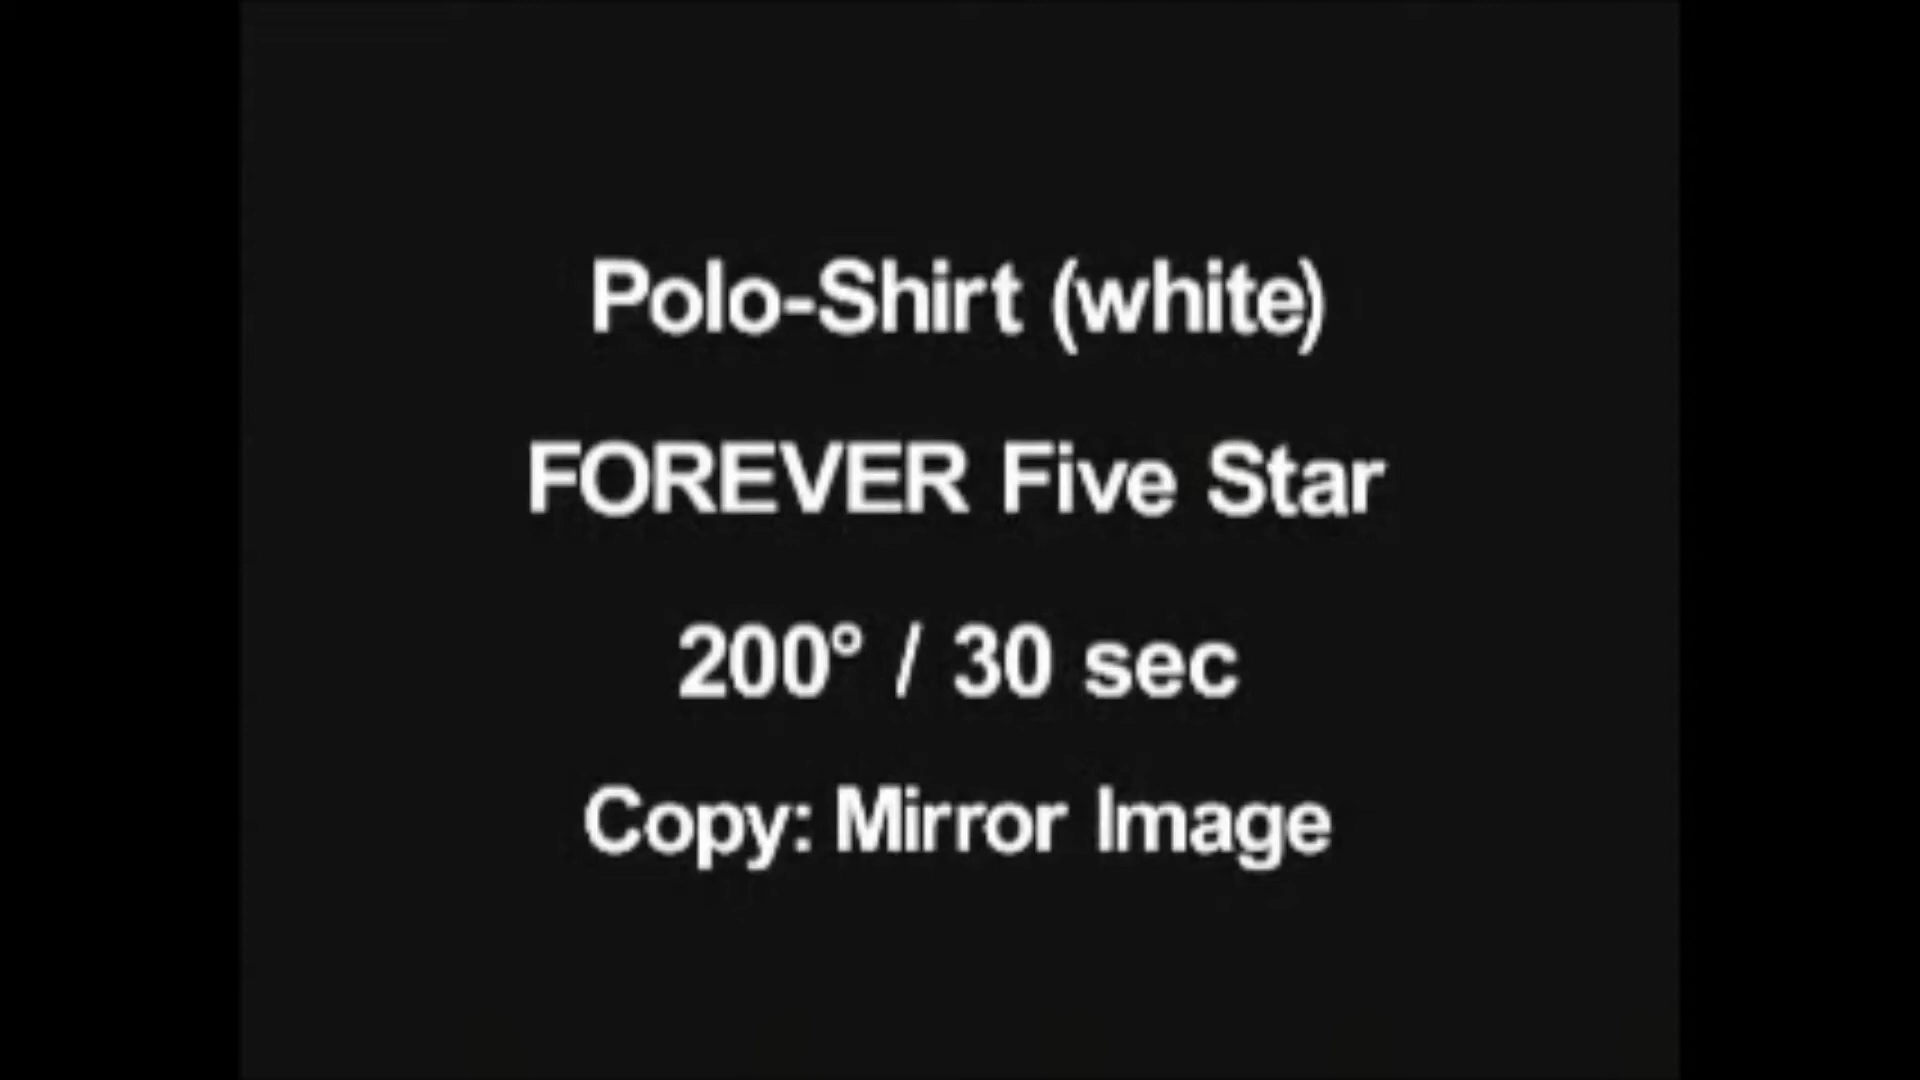 Polo-Shirt (white)
FOREVER Five Star
200° / 30 sec
Copy: Mirror Image